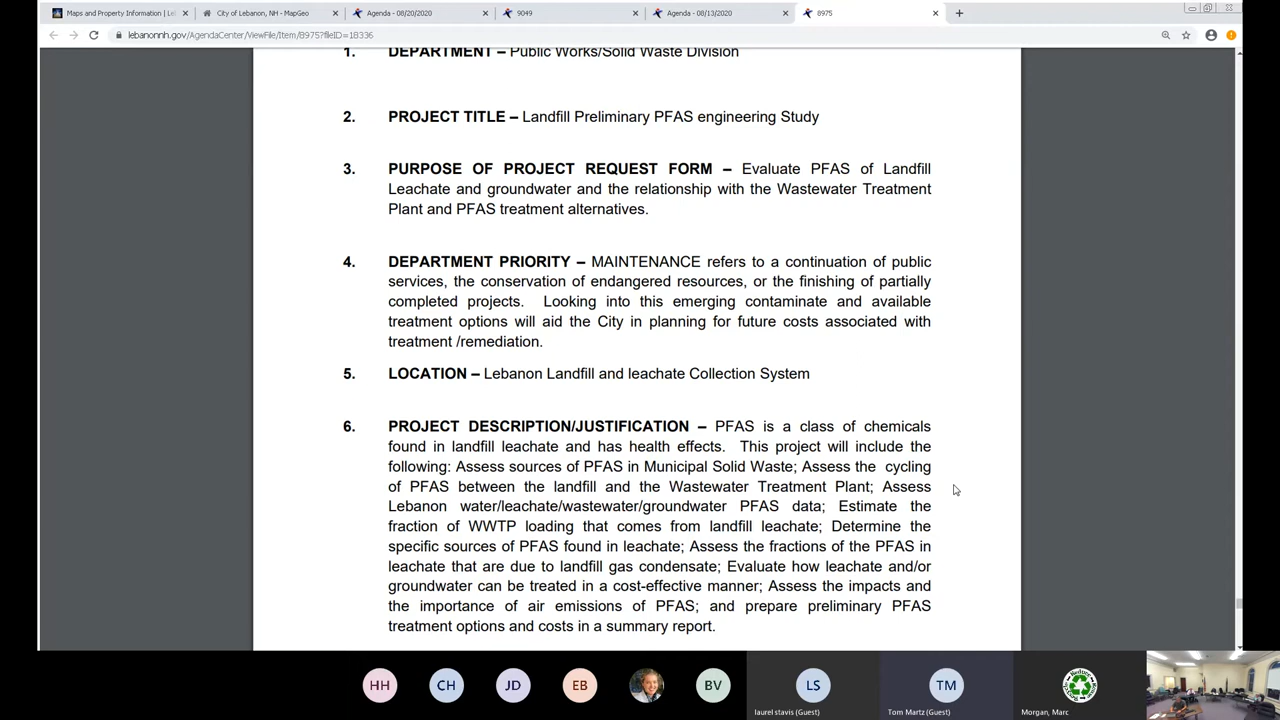 Maps and Property Information | Le
City of Lebanon, NH - MapGeo
Agenda - 08/20/2020
9049
Agenda - 08/13/2020
8975
lebanonnh.gov/AgendaCenter/ViewFile/Item/8975?fileID=18336
1. DEPARTMENT – Public Works/Solid Waste Division
2. PROJECT TITLE – Landfill Preliminary PFAS engineering Study
3. PURPOSE OF PROJECT REQUEST FORM – Evaluate PFAS of Landfill
Leachate and groundwater and the relationship with the Wastewater Treatment
Plant and PFAS treatment alternatives.
4. DEPARTMENT PRIORITY – MAINTENANCE refers to a continuation of public
services, the conservation of endangered resources, or the finishing of partially
completed projects. Looking into this emerging contaminate and available
treatment options will aid the City in planning for future costs associated with
treatment /remediation.
5. LOCATION – Lebanon Landfill and leachate Collection System
6. PROJECT DESCRIPTION/JUSTIFICATION – PFAS is a class of chemicals
found in landfill leachate and has health effects. This project will include the
following: Assess sources of PFAS in Municipal Solid Waste; Assess the cycling
of PFAS between the landfill and the Wastewater Treatment Plant; Assess
Lebanon water/leachate/wastewater/groundwater PFAS data; Estimate the
fraction of WWTP loading that comes from landfill leachate; Determine the
specific sources of PFAS found in leachate; Assess the fractions of the PFAS in
leachate that are due to landfill gas condensate; Evaluate how leachate and/or
groundwater can be treated in a cost-effective manner; Assess the impacts and
the importance of air emissions of PFAS; and prepare preliminary PFAS
treatment options and costs in a summary report.
HH
CH
JD
EB
BV
LS
TM
laurel stavis (Guest)
Tom Martz (Guest)
Morgan, Marc